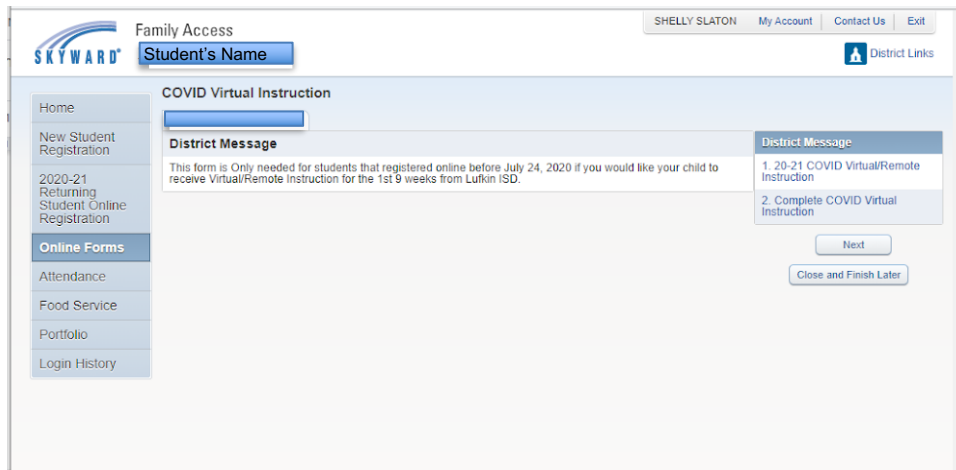 SHELLY SLATON My Account Contact Us Exit
Family Access
SKYWARD®
Student's Name
District Links
COVID Virtual Instruction
Home
New Student
Registration
2020-21
Returning
Student Online
Registration
Online Forms
Attendance
Food Service
Portfolio
Login History
District Message
This form is Only needed for students that registered online before July 24, 2020 if you would like your child to
receive Virtual/Remote Instruction for the 1st 9 weeks from Lufkin ISD.
District Message
1. 20-21 COVID Virtual/Remote
Instruction
2. Complete COVID Virtual
Instruction
Next
Close and Finish Later